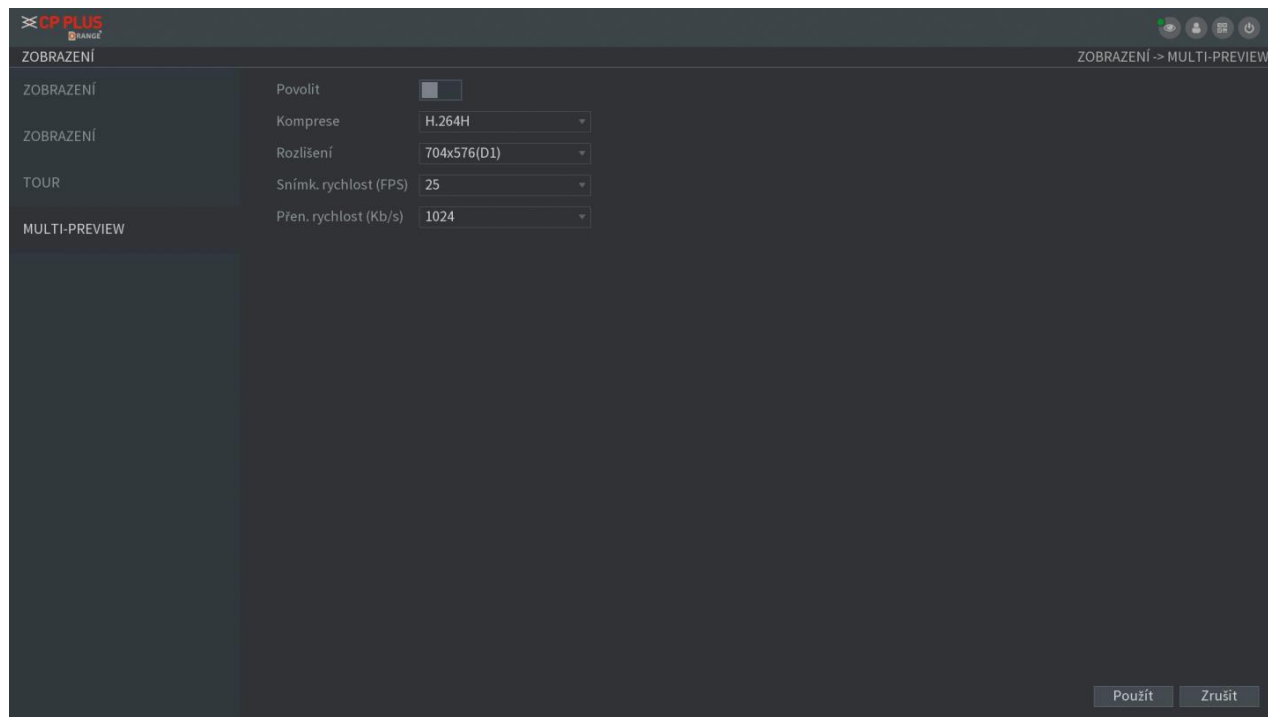 CP PLUS
ORANGE
ZOBRAZENÍ
ZOBRAZENÍ -> MULTI-PREVIEW
ZOBRAZENÍ
ZOBRAZENÍ
TOUR
MULTI-PREVIEW
Povolit
Komprese H.264H
Rozlišení 704x576(D1)
Snímk. rychlost (FPS) 25
Přen. rychlost (Kb/s) 1024
Použít Zrušit